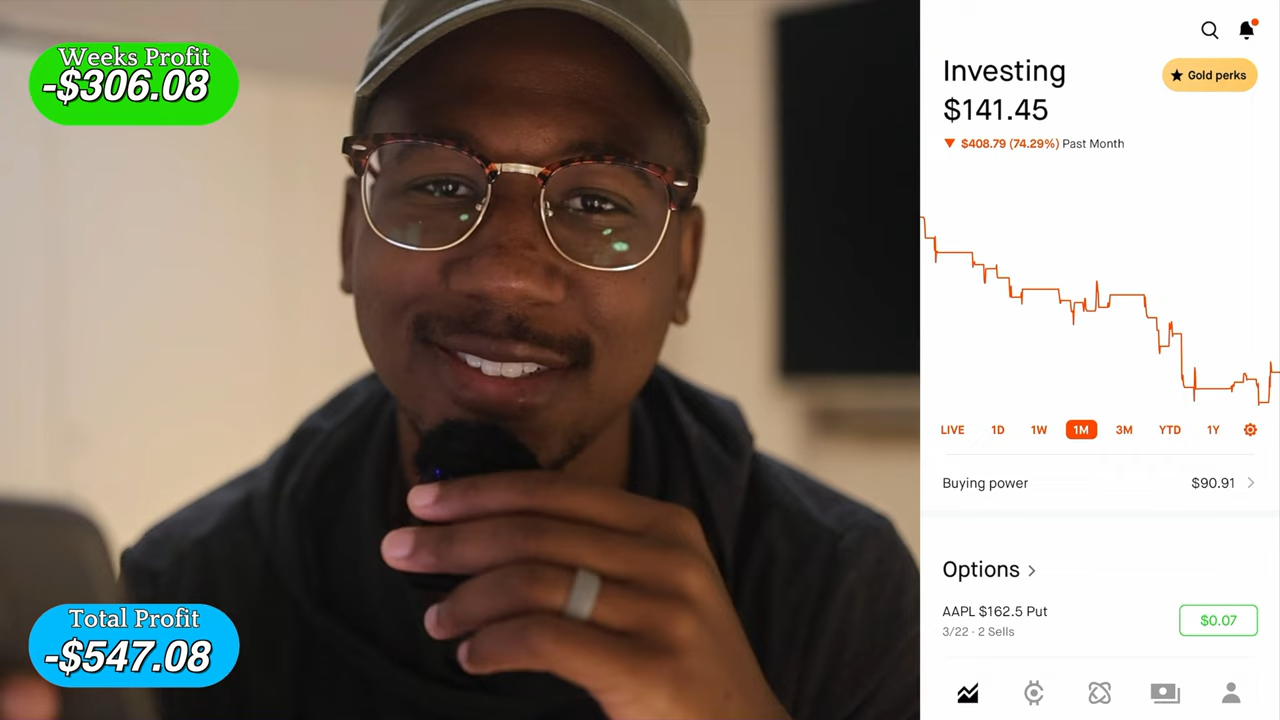 Weeks Profit
-$306.08
Total Profit
-$547.08
Investing
Gold perks
$141.45
$408.79 (74.29%) Past Month
LIVE 1D 1W 1M 3M YTD 1Y
Buying power $90.91
Options
AAPL $162.5 Put $0.07
3/22 · 2 Sells